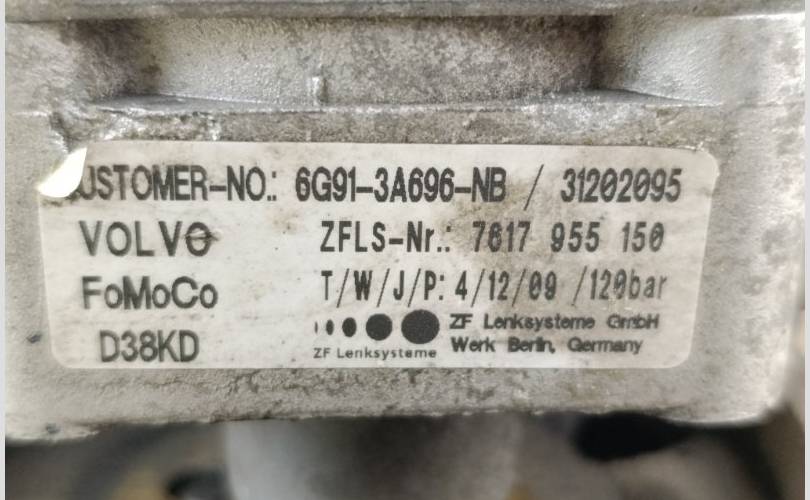 CUSTOMER-NO.: 6G91-3A696-NB / 31202095
VOLVO ZFLS-Nr.: 7617 955 150
FoMoCo T/W/J/P: 4/12/09 /120bar
D38KD ZF Lenksysteme ZF Lenksysteme GmbH
Werk Berlin, Germany